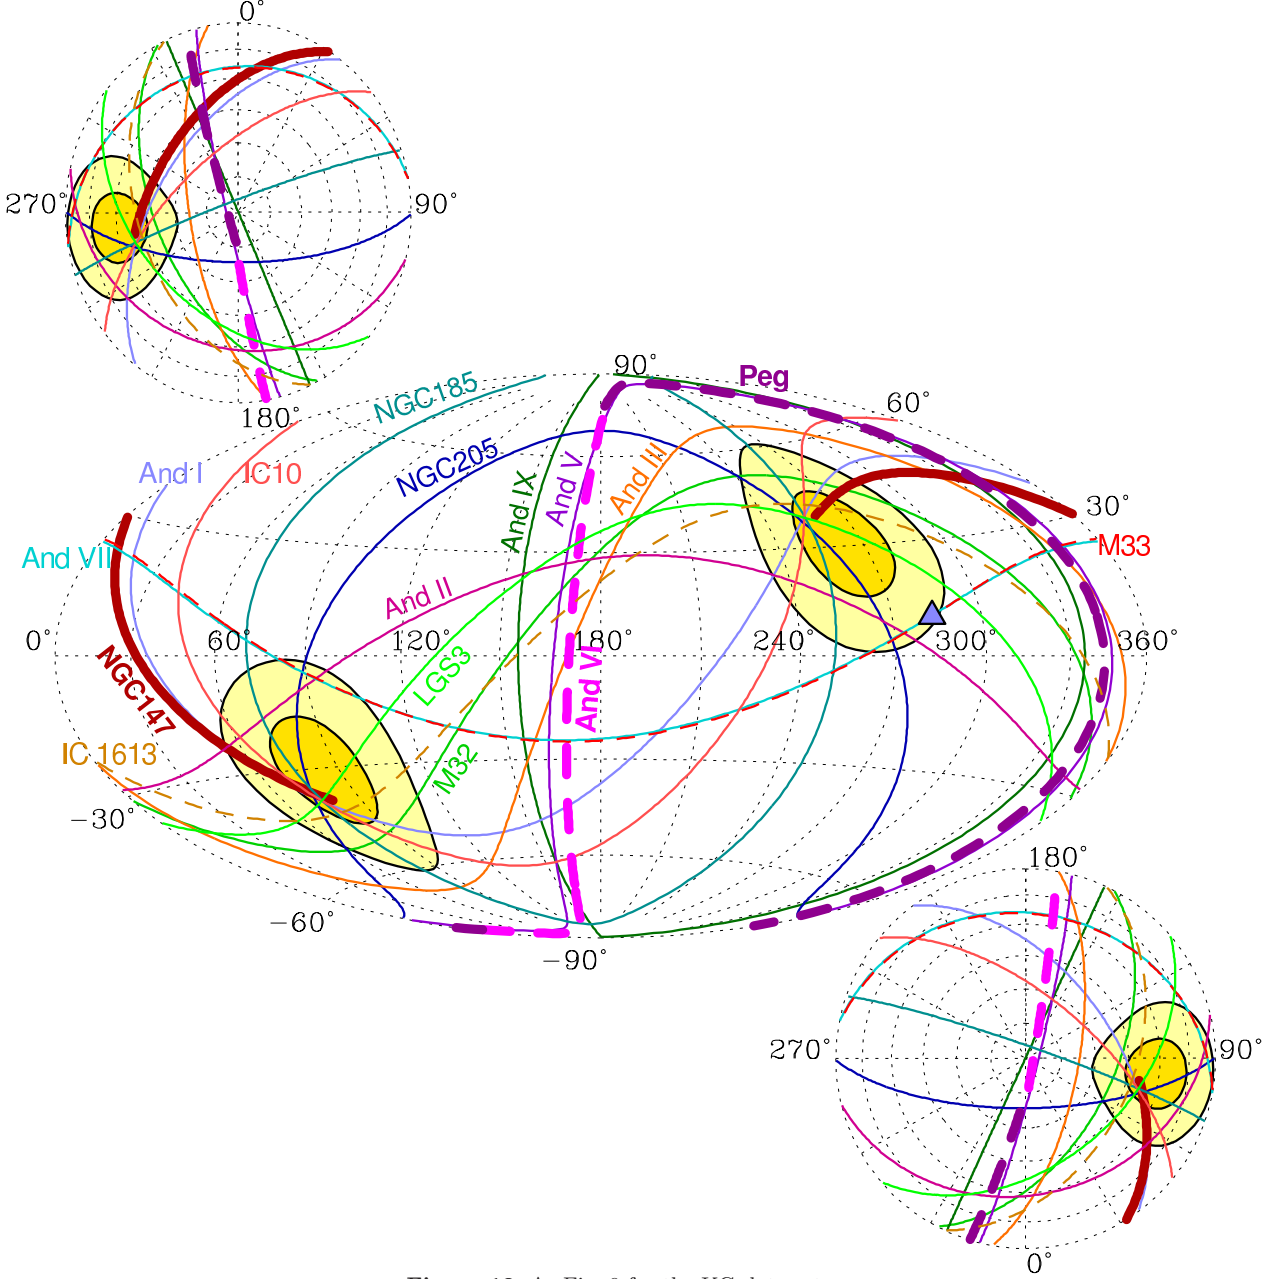 0°
270°
90°
180°
90°
Peg
60°
NGC185
NGC205
And I
IC10
And IX
And V
And III
30°
And VII
M33
And II
0°
60°
120°
180°
240°
300°
360°
NGC147
LGS3
And VI
M32
IC 1613
−30°
−60°
−90°
180°
270°
90°
0°